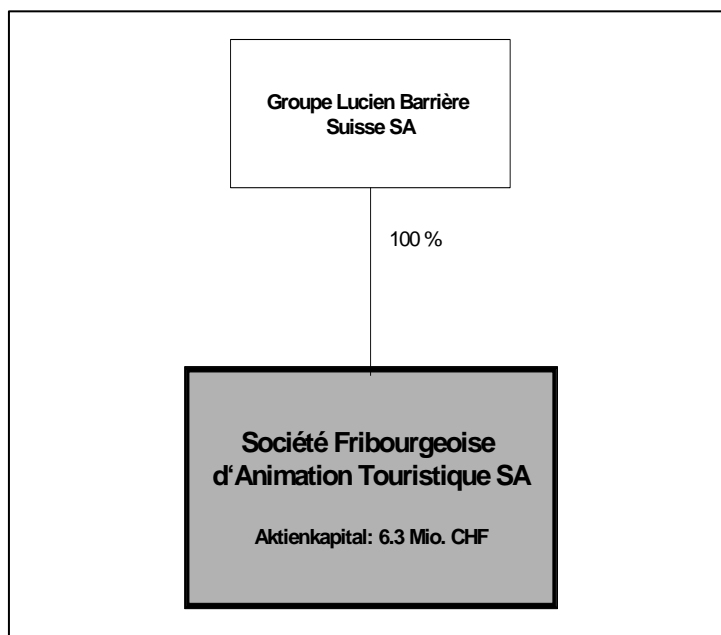 Groupe Lucien Barrière
Suisse SA
100 %
Société Fribourgeoise
d‘Animation Touristique SA
Aktienkapital: 6.3 Mio. CHF